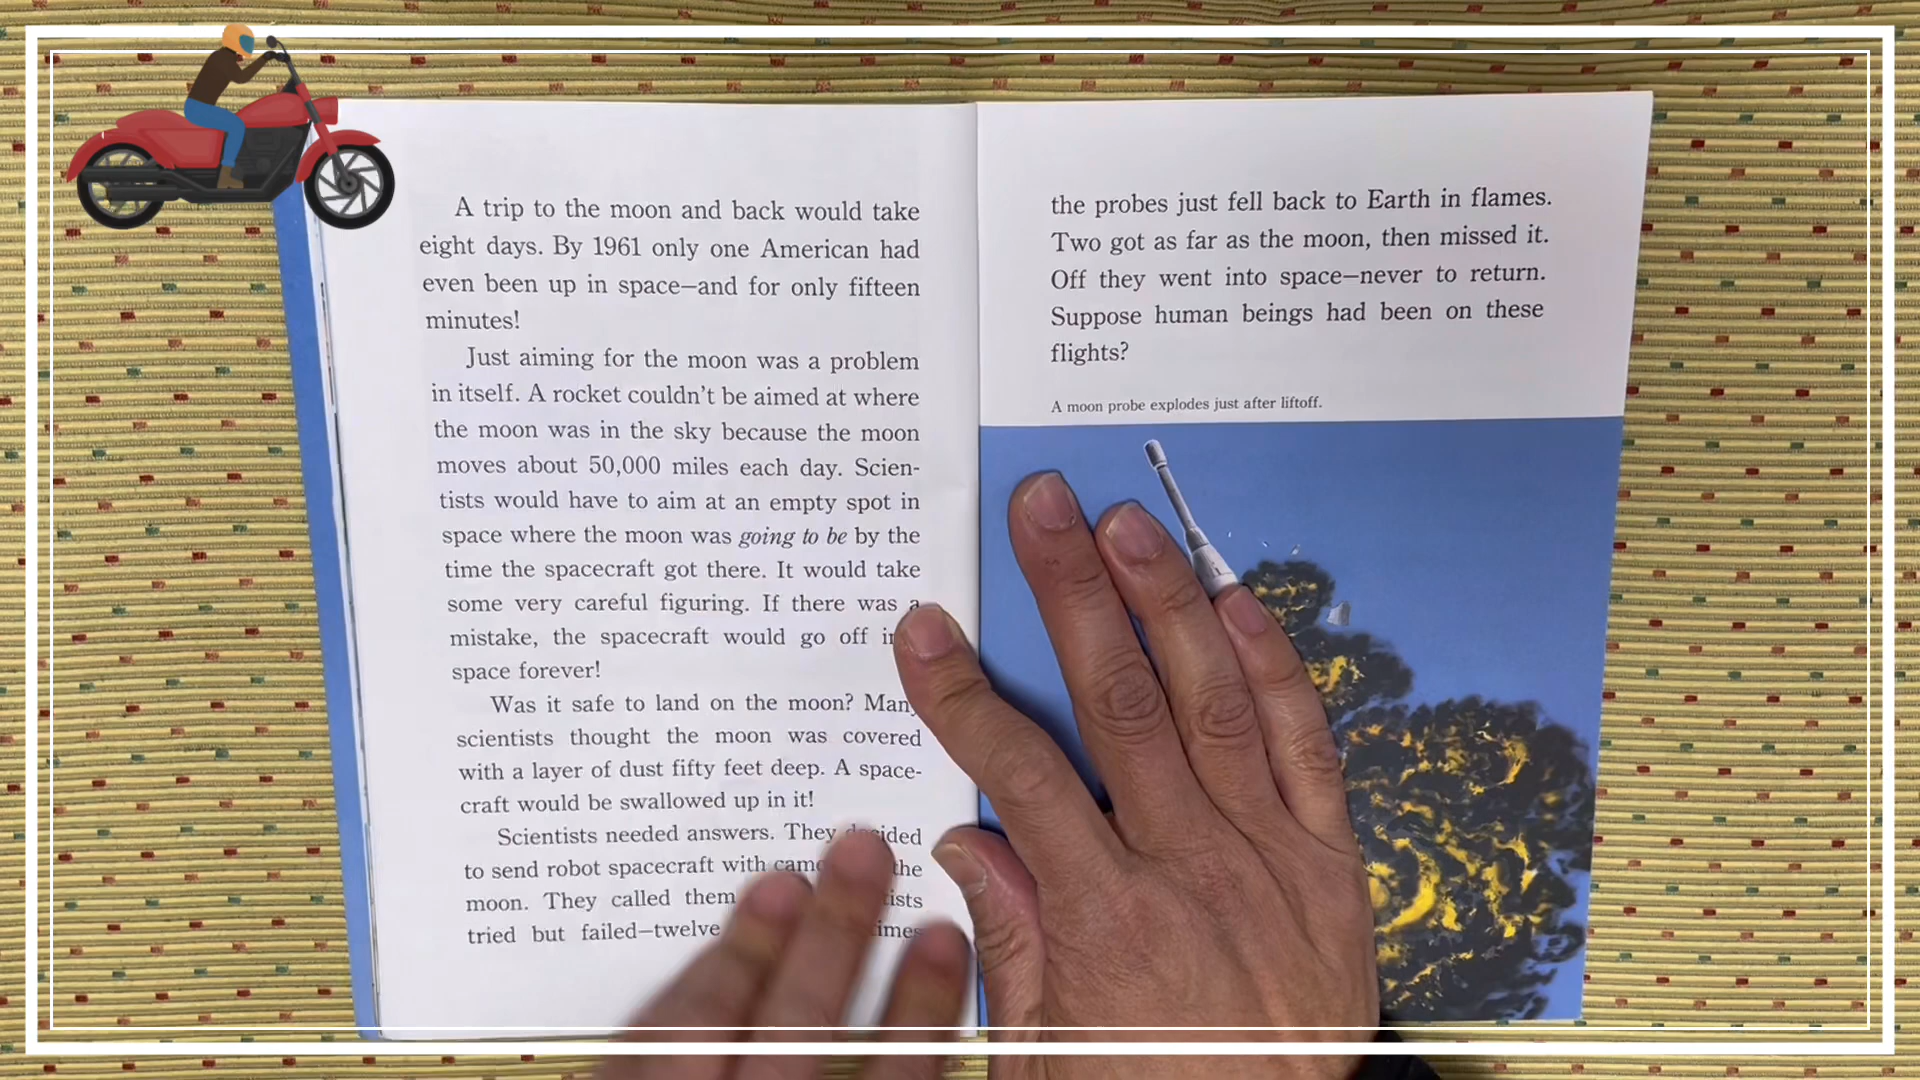 A trip to the moon and back would take
eight days. By 1961 only one American had
even been up in space—and for only fifteen
minutes!
Just aiming for the moon was a problem
in itself. A rocket couldn't be aimed at where
the moon was in the sky because the moon
moves about 50,000 miles each day. Scien-
tists would have to aim at an empty spot in
space where the moon was going to be by the
time the spacecraft got there. It would take
some very careful figuring. If there was a
mistake, the spacecraft would go off
space forever!
Was it safe to land on the moon? Many
scientists thought the moon was covered
with a layer of dust fifty feet deep. A space-
craft would be swallowed up in it!
Scientists needed answers. They decided
to send robot spacecraft with the
moon. They called them
tried but failed—twelve
the probes just fell back to Earth in flames.
Two got as far as the moon, then missed it.
Off they went into space—never to return.
Suppose human beings had been on these
flights?
A moon probe explodes just after liftoff.